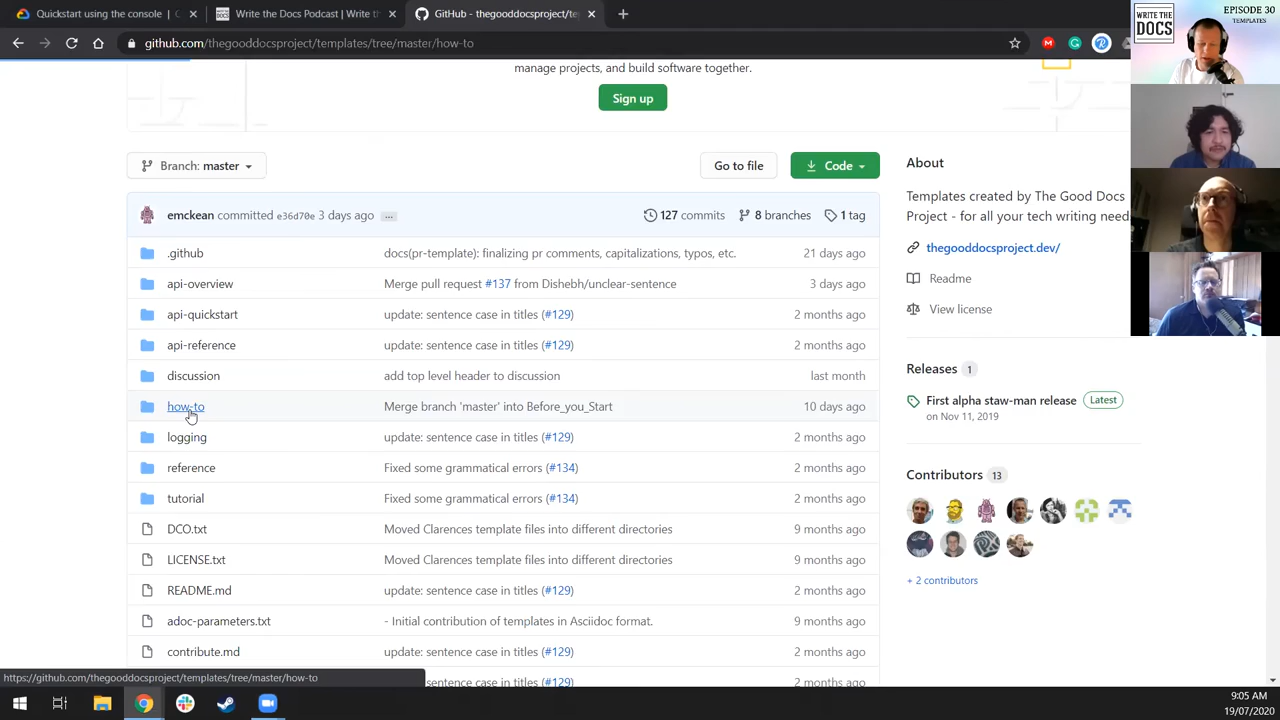 Quickstart using the console |
Write the Docs Podcast | Write t
GitHub - thegooddocsproject/te
github.com/thegooddocsproject/templates/tree/master/how-to
WRITE THE DOCS
EPISODE 30
TEMPLATES
manage projects, and build software together.
Sign up
Branch: master
Go to file
Code
emckean committed e36d70e 3 days ago ...
127 commits
8 branches
1 tag
.github docs(pr-template): finalizing pr comments, capitalizations, typos, etc. 21 days ago
api-overview Merge pull request #137 from Dishebh/unclear-sentence 3 days ago
api-quickstart update: sentence case in titles (#129) 2 months ago
api-reference update: sentence case in titles (#129) 2 months ago
discussion add top level header to discussion last month
how-to Merge branch 'master' into Before_you_Start 10 days ago
logging update: sentence case in titles (#129) 2 months ago
reference Fixed some grammatical errors (#134) 2 months ago
tutorial Fixed some grammatical errors (#134) 2 months ago
DCO.txt Moved Clarences template files into different directories 9 months ago
LICENSE.txt Moved Clarences template files into different directories 9 months ago
README.md update: sentence case in titles (#129) 2 months ago
adoc-parameters.txt - Initial contribution of templates in Asciidoc format. 9 months ago
contribute.md update: sentence case in titles (#129) 2 months ago
sentence case in titles (#129) 2 months ago
About
Templates created by The Good Docs
Project - for all your tech writing need
thegooddocsproject.dev/
Readme
View license
Releases 1
First alpha staw-man release Latest
on Nov 11, 2019
Contributors 13
+ 2 contributors
https://github.com/thegooddocsproject/templates/tree/master/how-to
9:05 AM
19/07/2020